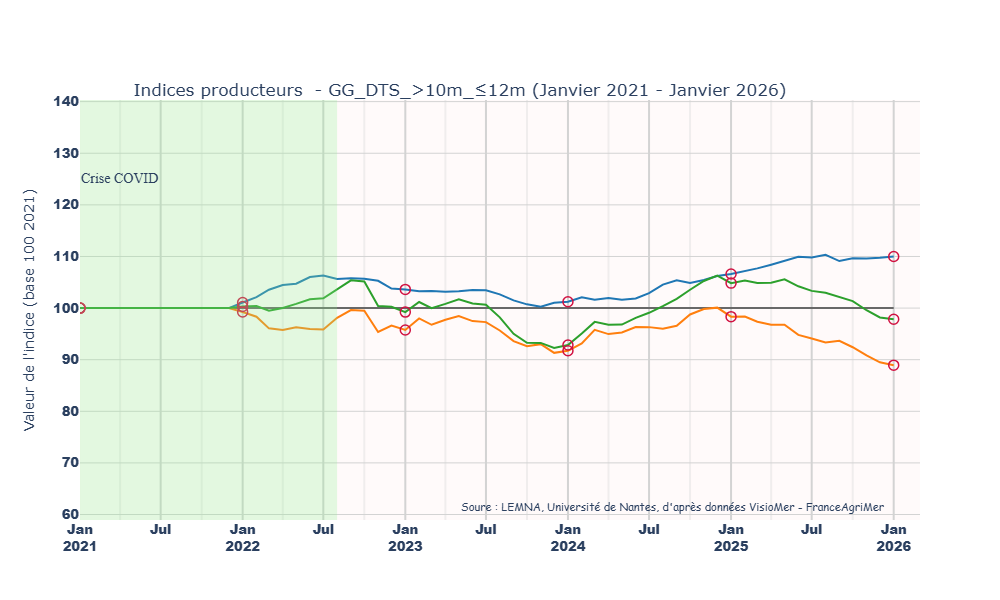 Indices producteurs  - GG_DTS_>10m_≤12m (Janvier 2021 - Janvier 2026)
140
130
Crise COVID
120
110
100
90
80
70
60
Valeur de l'indice (base 100 2021)
Soure : LEMNA, Université de Nantes, d'après données VisioMer - FranceAgriMer
Jan Jul Jan Jul Jan Jul Jan Jul Jan Jul Jan
2021 2022 2023 2024 2025 2026